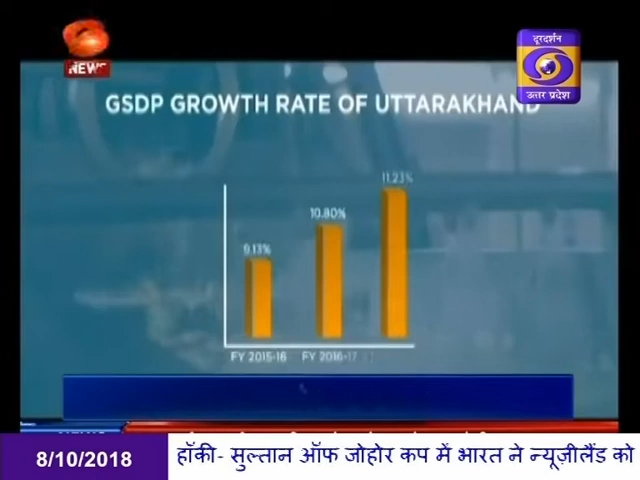 NEWS
दूरदर्शन
उत्तर प्रदेश
GSDP GROWTH RATE OF UTTARAKHAND
11.23%
10.80%
9.13%
FY 2015-16 FY 2016-17
NEWS
8/10/2018
हॉकी- सुल्तान ऑफ जोहोर कप में भारत ने न्यूज़ीलैंड को